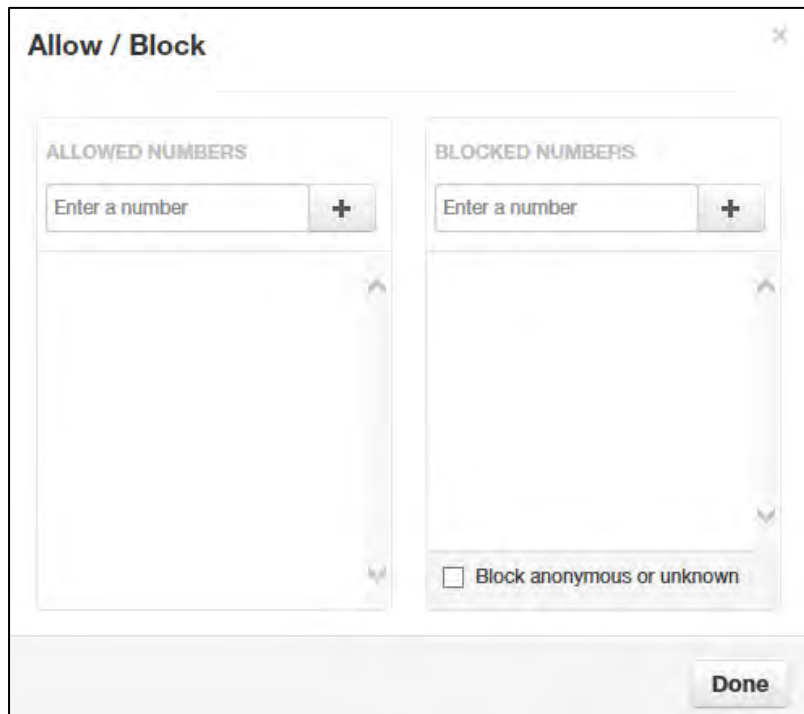 Allow / Block
ALLOWED NUMBERS
Enter a number
+
BLOCKED NUMBERS
Enter a number
+
Block anonymous or unknown
Done